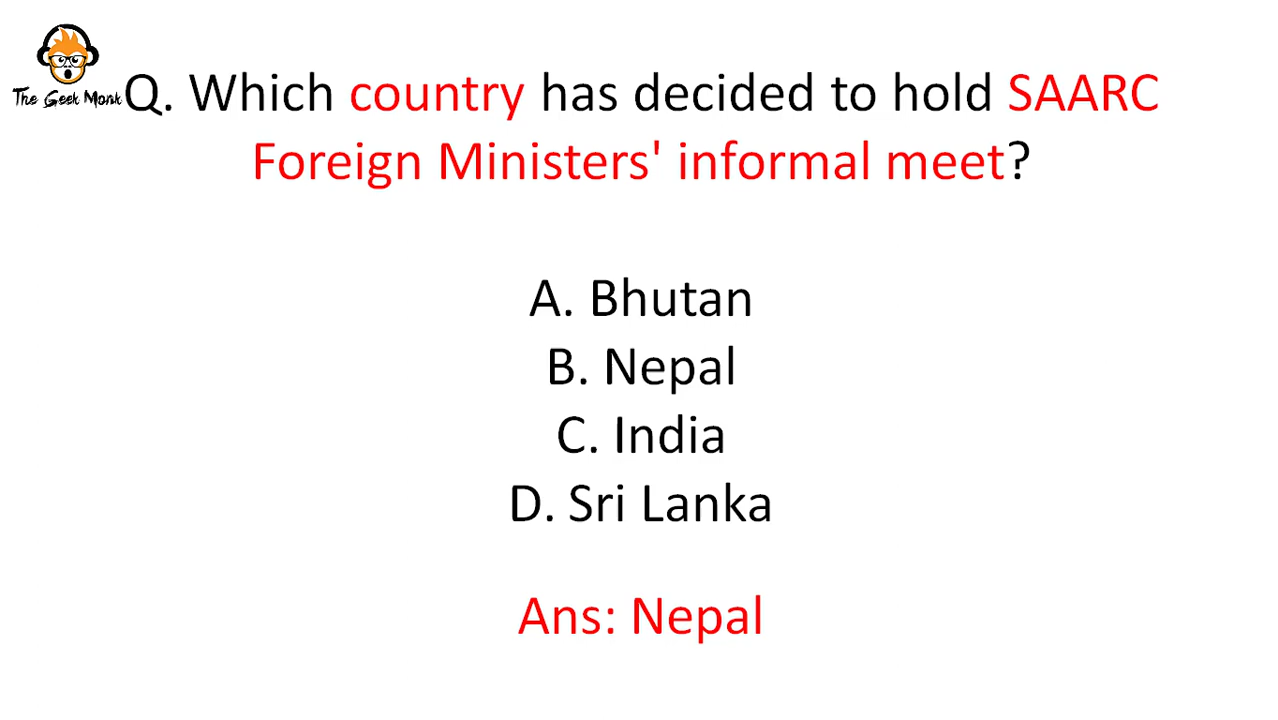 The Geek Monk
Q. Which country has decided to hold SAARC
Foreign Ministers' informal meet?
A. Bhutan
B. Nepal
C. India
D. Sri Lanka
Ans: Nepal